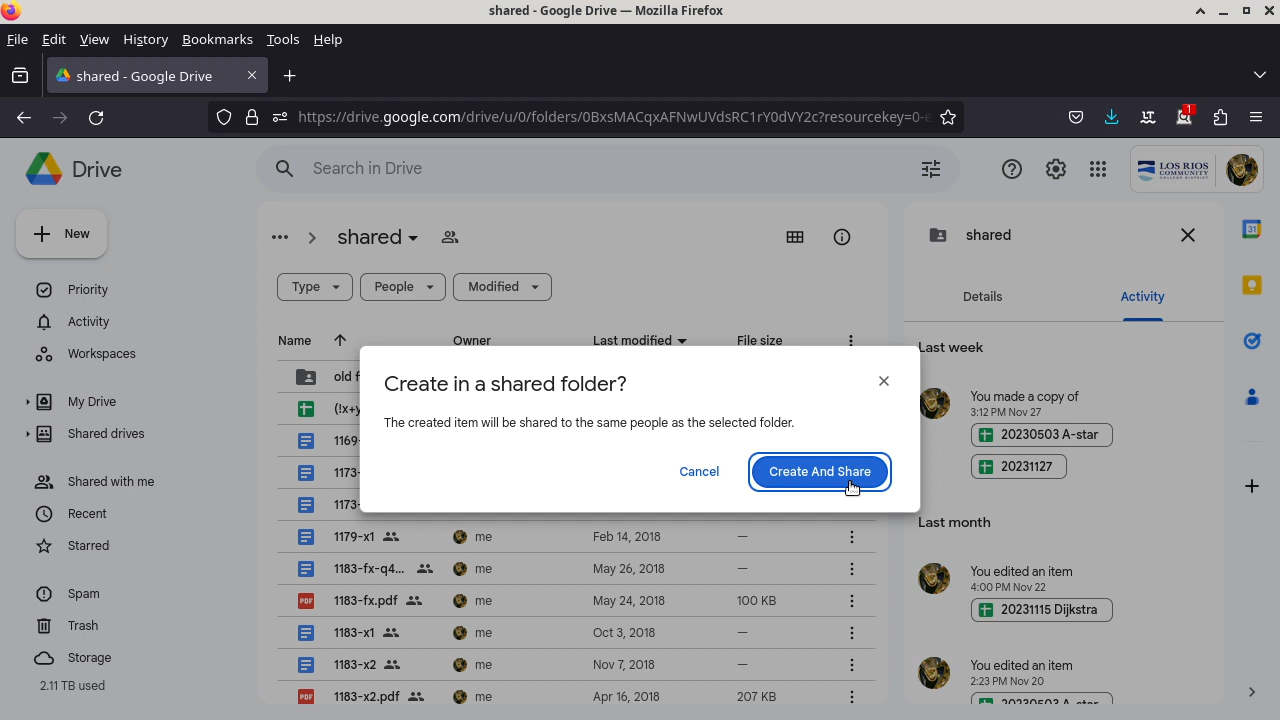 shared - Google Drive — Mozilla Firefox
File Edit View History Bookmarks Tools Help
shared - Google Drive
https://drive.google.com/drive/u/0/folders/0BxsMACqxAFNwUVdsRC1rY0dVY2c?resourcekey=0-e
1
Drive
Search in Drive
LOS RIOS
COMMUNITY
COLLEGE DISTRICT
New
shared
Type People Modified
Name Owner Last modified File size
shared
Details Activity
31
Priority
Activity
Workspaces
My Drive
Shared drives
Shared with me
Recent
Starred
Spam
Trash
Storage
2.11 TB used
old f
(!x+y
1169-
1173-
1173-
Create in a shared folder?
The created item will be shared to the same people as the selected folder.
Cancel Create And Share
1179-x1 me Feb 14, 2018 —
1183-fx-q4... me May 26, 2018 —
PDF 1183-fx.pdf me May 24, 2018 100 KB
1183-x1 me Oct 3, 2018 —
1183-x2 me Nov 7, 2018 —
PDF 1183-x2.pdf me Apr 16, 2018 207 KB
Last week
You made a copy of
3:12 PM Nov 27
20230503 A-star
20231127
Last month
You edited an item
4:00 PM Nov 22
20231115 Dijkstra
You edited an item
2:23 PM Nov 20
20230503 A-star